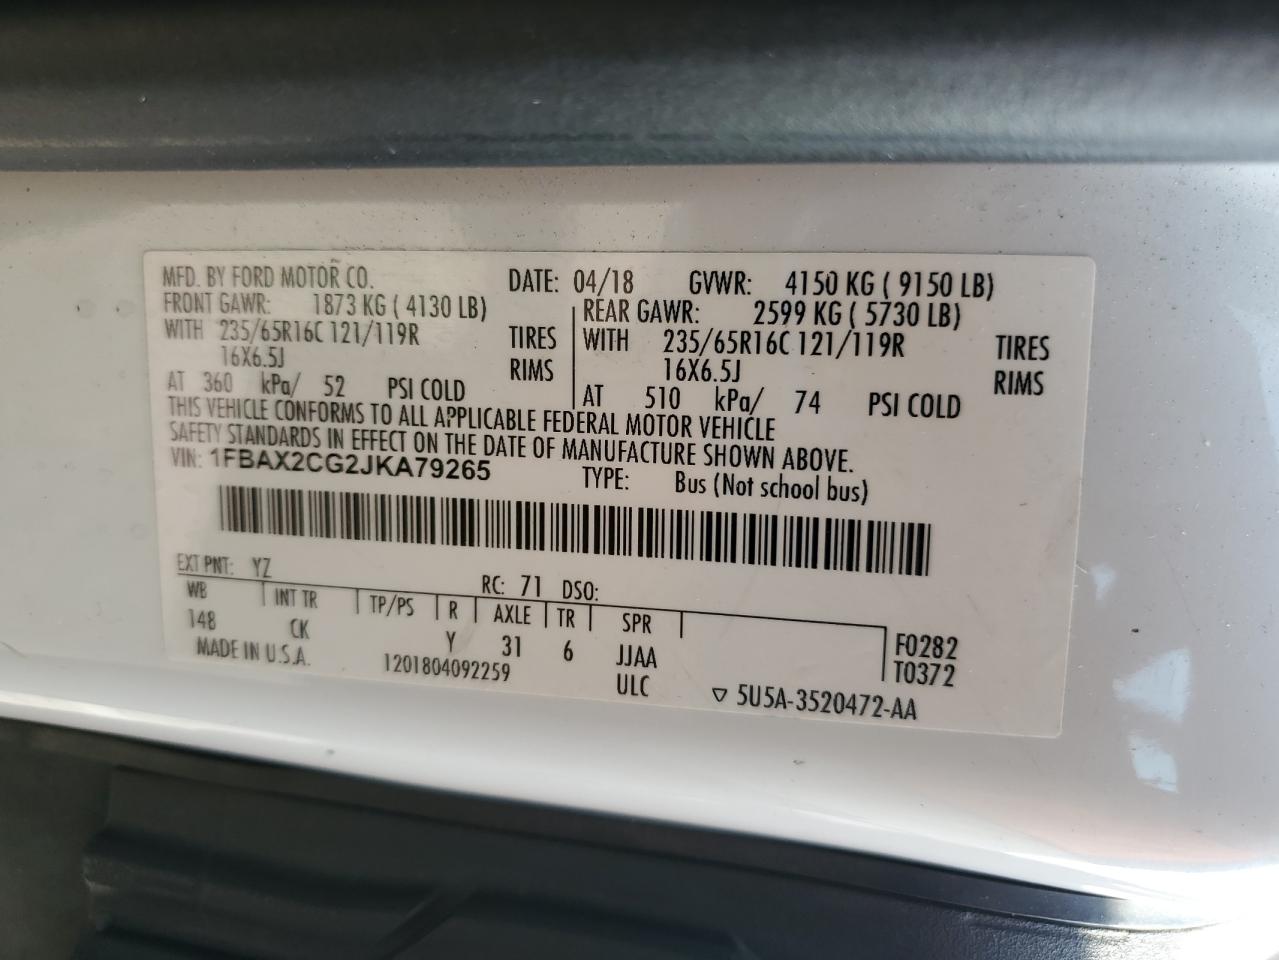 MFD. BY FORD MOTOR CO. DATE: 04/18 GVWR: 4150 KG ( 9150 LB)
FRONT GAWR: 1873 KG ( 4130 LB) REAR GAWR: 2599 KG ( 5730 LB)
WITH 235/65R16C 121/119R TIRES WITH 235/65R16C 121/119R TIRES
16X6.5J RIMS 16X6.5J RIMS
AT 360 kPa/ 52 PSI COLD AT 510 kPa/ 74 PSI COLD
THIS VEHICLE CONFORMS TO ALL APPLICABLE FEDERAL MOTOR VEHICLE
SAFETY STANDARDS IN EFFECT ON THE DATE OF MANUFACTURE SHOWN ABOVE.
VIN: 1FBAX2CG2JKA79265 TYPE: Bus (Not school bus)
EXT PNT: YZ RC: 71 DSO:
WB INT TR TP/PS R AXLE TR SPR
148 CK Y 31 6 JJAA F0282
MADE IN U.S.A. 1201804092259 ULC T0372
▽ 5U5A-3520472-AA